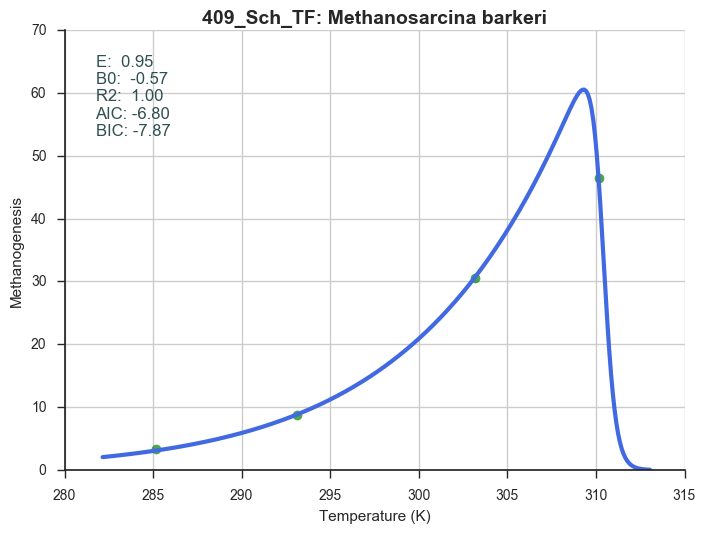 409_Sch_TF: Methanosarcina barkeri
70
60
50
40
30
20
10
0
E:  0.95
B0:  -0.57
R2:  1.00
AIC: -6.80
BIC: -7.87
Methanogenesis
280 285 290 295 300 305 310 315
Temperature (K)